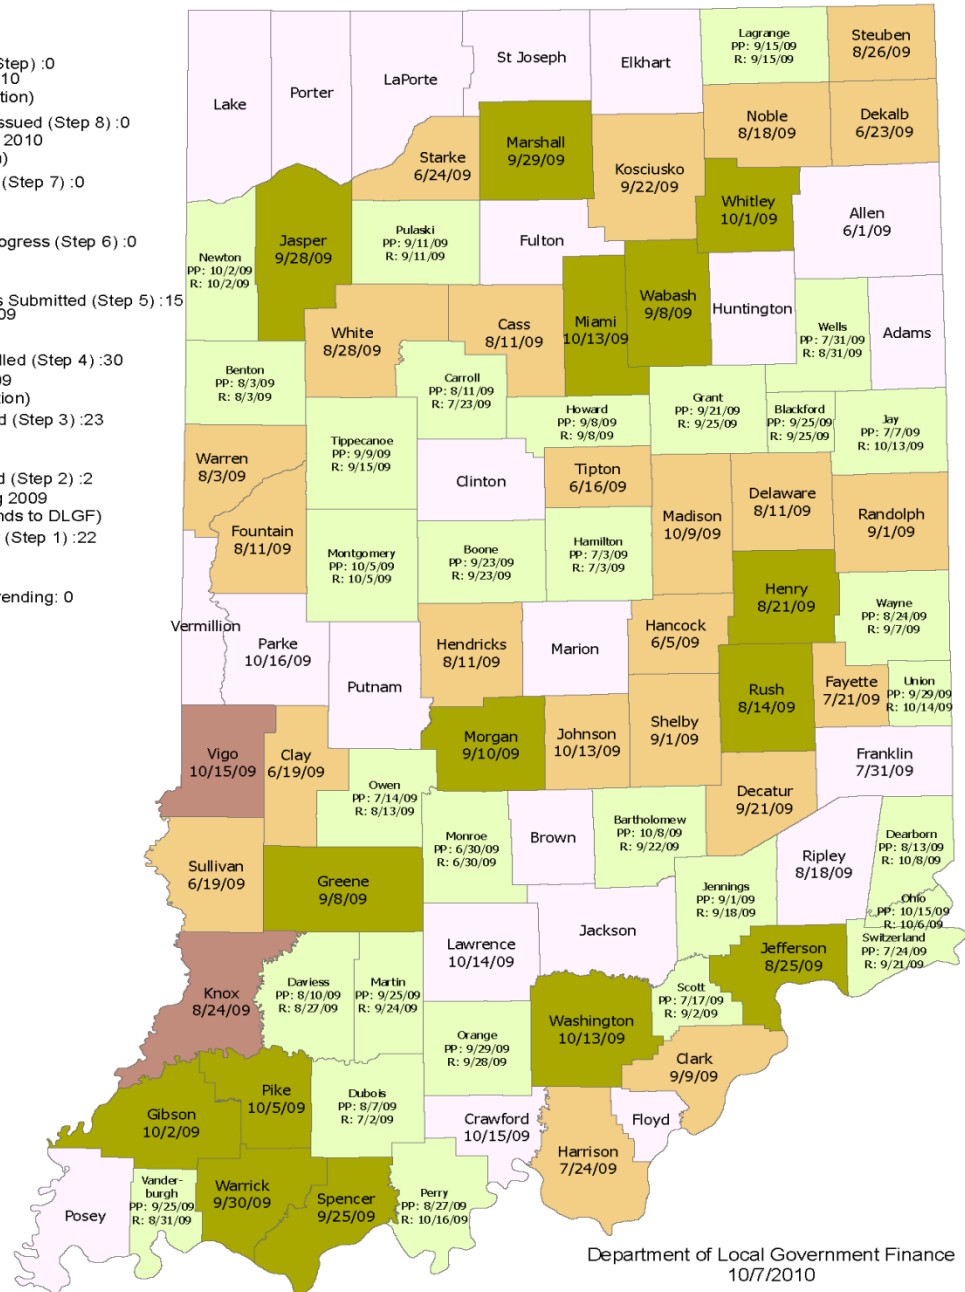 Step) :0
10
tion)
ssued (Step 8) :0
2010
n)
(Step 7) :0
ogress (Step 6) :0
s Submitted (Step 5) :15
09
lled (Step 4) :30
09
tion)
d (Step 3) :23
d (Step 2) :2
g 2009
nds to DLGF)
(Step 1) :22
rending: 0
Lake
Porter
LaPorte
St Joseph
Elkhart
Lagrange
PP: 9/15/09
R: 9/15/09
Steuben
8/26/09
Noble
8/18/09
Dekalb
6/23/09
Starke
6/24/09
Marshall
9/29/09
Kosciusko
9/22/09
Whitley
10/1/09
Allen
6/1/09
Newton
PP: 10/2/09
R: 10/2/09
Jasper
9/28/09
Pulaski
PP: 9/11/09
R: 9/11/09
Fulton
Miami
10/13/09
Wabash
9/8/09
Huntington
Wells
PP: 7/31/09
R: 8/31/09
Adams
White
8/28/09
Cass
8/11/09
Benton
PP: 8/3/09
R: 8/3/09
Carroll
PP: 8/11/09
R: 7/23/09
Howard
PP: 9/8/09
R: 9/8/09
Grant
PP: 9/21/09
R: 9/25/09
Blackford
PP: 9/25/09
R: 9/25/09
Jay
PP: 7/7/09
R: 10/13/09
Warren
8/3/09
Tippecanoe
PP: 9/9/09
R: 9/15/09
Clinton
Tipton
6/16/09
Madison
10/9/09
Delaware
8/11/09
Randolph
9/1/09
Fountain
8/11/09
Montgomery
PP: 10/5/09
R: 10/5/09
Boone
PP: 9/23/09
R: 9/23/09
Hamilton
PP: 7/3/09
R: 7/3/09
Henry
8/21/09
Wayne
PP: 8/24/09
R: 9/7/09
Vermillion
Parke
10/16/09
Putnam
Hendricks
8/11/09
Marion
Hancock
6/5/09
Rush
8/14/09
Fayette
7/21/09
Union
PP: 9/29/09
R: 10/14/09
Vigo
10/15/09
Clay
6/19/09
Morgan
9/10/09
Johnson
10/13/09
Shelby
9/1/09
Franklin
7/31/09
Owen
PP: 7/14/09
R: 8/13/09
Decatur
9/21/09
Sullivan
6/19/09
Greene
9/8/09
Monroe
PP: 6/30/09
R: 6/30/09
Brown
Bartholomew
PP: 10/8/09
R: 9/22/09
Ripley
8/18/09
Dearborn
PP: 8/13/09
R: 10/8/09
Jennings
PP: 9/1/09
R: 9/18/09
Ohio
PP: 10/15/09
R: 10/6/09
Knox
8/24/09
Daviess
PP: 8/10/09
R: 8/27/09
Martin
PP: 9/25/09
R: 9/24/09
Lawrence
10/14/09
Jackson
Jefferson
8/25/09
Switzerland
PP: 7/24/09
R: 9/21/09
Scott
PP: 7/17/09
R: 9/2/09
Washington
10/13/09
Orange
PP: 9/29/09
R: 9/28/09
Clark
9/9/09
Gibson
10/2/09
Pike
10/5/09
Dubois
PP: 8/7/09
R: 7/2/09
Crawford
10/15/09
Floyd
Harrison
7/24/09
Posey
Vander-
burgh
PP: 9/25/09
R: 8/31/09
Warrick
9/30/09
Spencer
9/25/09
Perry
PP: 8/27/09
R: 10/16/09
Department of Local Government Finance
10/7/2010